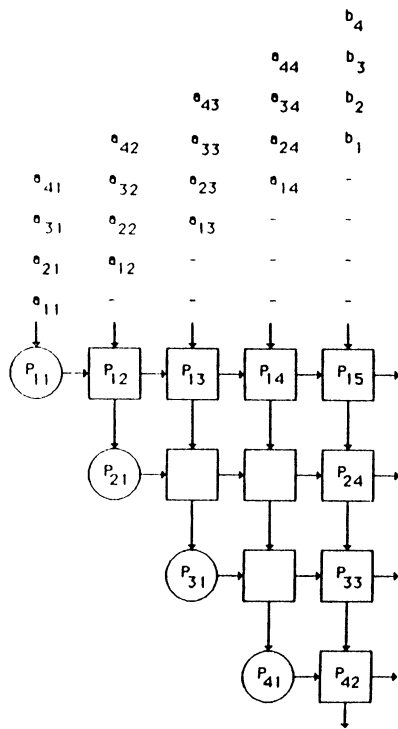 b₄
a₄₄ b₃
a₄₃ a₃₄ b₂
a₄₂ a₃₃ a₂₄ b₁
a₄₁ a₃₂ a₂₃ a₁₄ -
a₃₁ a₂₂ a₁₃ - -
a₂₁ a₁₂ - - -
a₁₁ - - - -
P₁₁ P₁₂ P₁₃ P₁₄ P₁₅
P₂₁ P₂₄
P₃₁ P₃₃
P₄₁ P₄₂